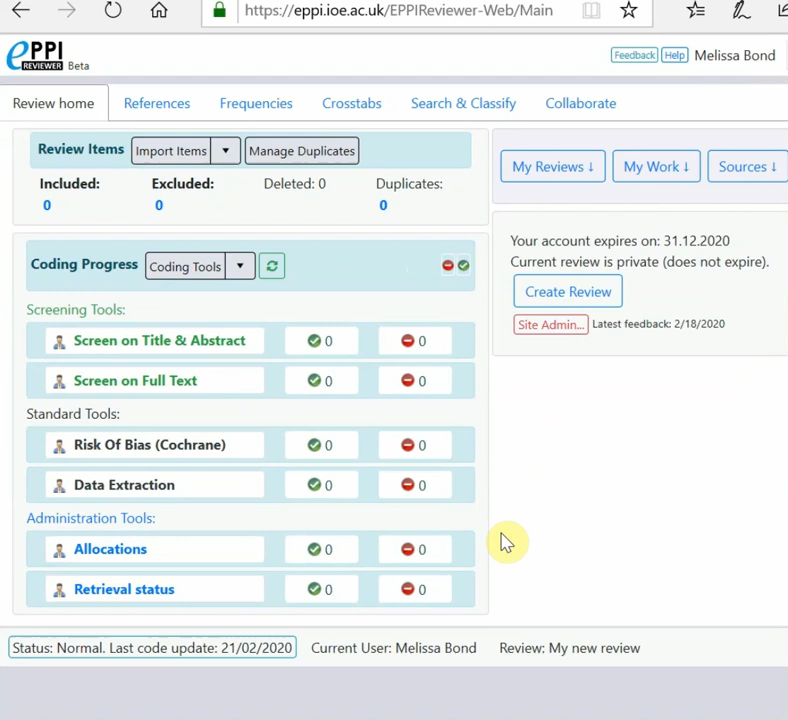 https://eppi.ioe.ac.uk/EPPIReviewer-Web/Main
ePPI
REVIEWER Beta
Feedback Help Melissa Bond
Review home References Frequencies Crosstabs Search & Classify Collaborate
Review Items Import Items Manage Duplicates
Included: Excluded: Deleted: 0 Duplicates:
0 0 0
My Reviews ↓ My Work ↓ Sources ↓
Your account expires on: 31.12.2020
Current review is private (does not expire).
Create Review
Site Admin... Latest feedback: 2/18/2020
Coding Progress Coding Tools
Screening Tools:
Screen on Title & Abstract 0 0
Screen on Full Text 0 0
Standard Tools:
Risk Of Bias (Cochrane) 0 0
Data Extraction 0 0
Administration Tools:
Allocations 0 0
Retrieval status 0 0
Status: Normal. Last code update: 21/02/2020 Current User: Melissa Bond Review: My new review